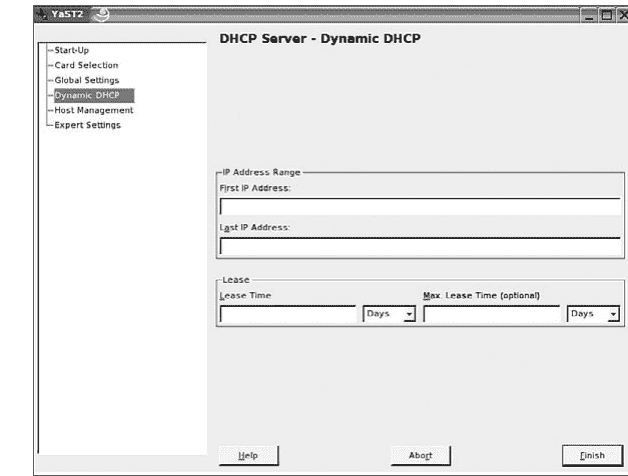 YaST2
Start-Up
Card Selection
Global Settings
Dynamic DHCP
Host Management
Expert Settings
DHCP Server - Dynamic DHCP
IP Address Range
First IP Address:
Last IP Address:
Lease
Lease Time
Max. Lease Time (optional)
Days
Days
Help
Abort
Finish